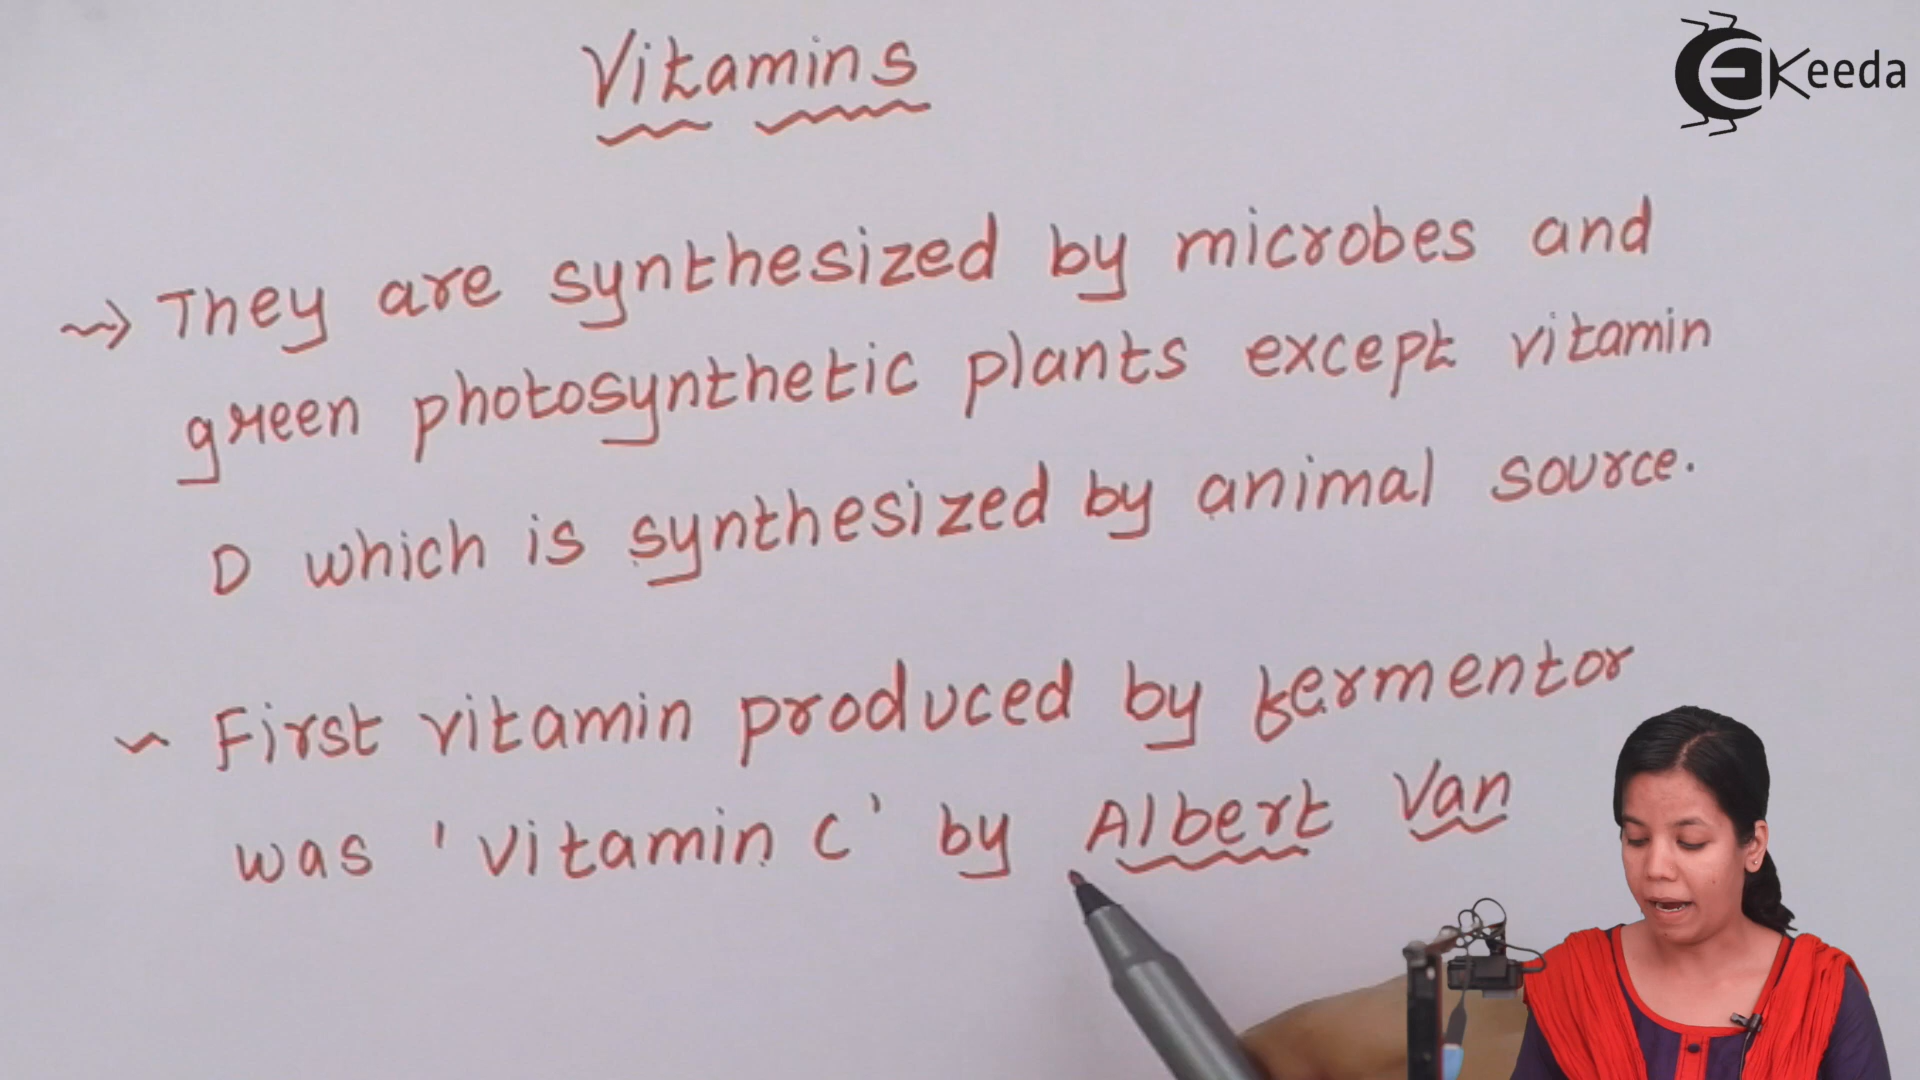 Vitamins
EKeeda
They are synthesized by microbes and
green photosynthetic plants except vitamin
D which is synthesized by animal source.
First vitamin produced by fermentor
was 'vitamin C' by Albert Van